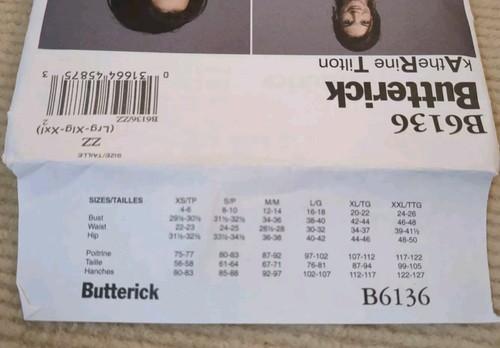 kAtheRine Tilton
Butterick
B6136
0 31664 45875 3
B6136/ZZ 2
(Lrg-Xlg-Xxl)
ZZ
SIZE/TAILLE
SIZES/TAILLES XS/TP S/P M/M L/G XL/TG XXL/TTG
4-6 8-10 12-14 16-18 20-22 24-26
Bust 29½-30½ 31½-32½ 34-36 38-40 42-44 46-48
Waist 22-23 24-25 26½-28 30-32 34-37 39-41½
Hip 31½-32½ 33½-34½ 36-38 40-42 44-46 48-50
Poitrine 75-77 80-83 87-92 97-102 107-112 117-122
Taille 56-58 61-64 67-71 76-81 87-94 99-105
Hanches 80-83 85-88 92-97 102-107 112-117 122-127
Butterick B6136